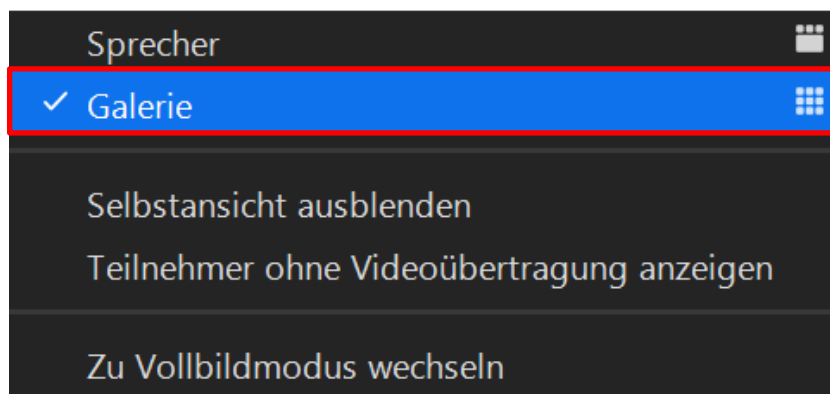 Sprecher
Galerie
Selbstansicht ausblenden
Teilnehmer ohne Videoübertragung anzeigen
Zu Vollbildmodus wechseln